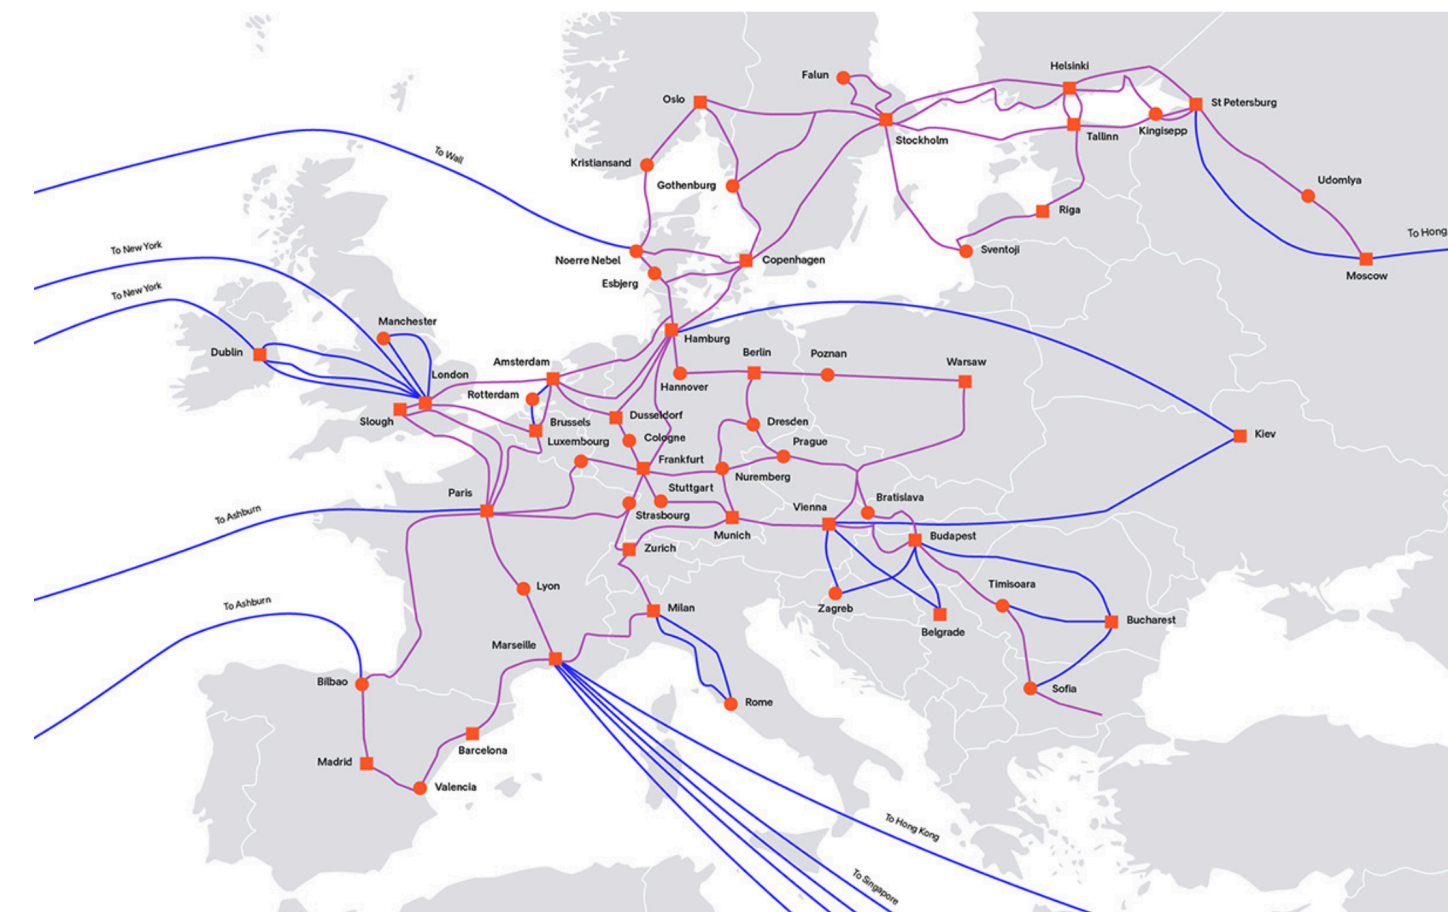 Helsinki
Falun
Oslo
St Petersburg
Kingisepp
Tallinn
Stockholm
To Wall
Kristiansand
Gothenburg
Udomlya
Riga
To Hong
To New York
Sventoji
Noerre Nebel
Copenhagen
Moscow
Esbjerg
To New York
Manchester
Hamburg
Dublin
Berlin
Poznan
Amsterdam
Warsaw
London
Hannover
Rotterdam
Slough
Brussels
Dusseldorf
Dresden
Luxembourg
Cologne
Prague
Kiev
Frankfurt
Nuremberg
Stuttgart
Paris
Bratislava
Vienna
To Ashburn
Strasbourg
Munich
Budapest
Zurich
Lyon
Timisoara
To Ashburn
Milan
Zagreb
Bucharest
Belgrade
Marseille
Bilbao
Sofia
Rome
Barcelona
Madrid
Valencia
To Hong Kong
To Singapore